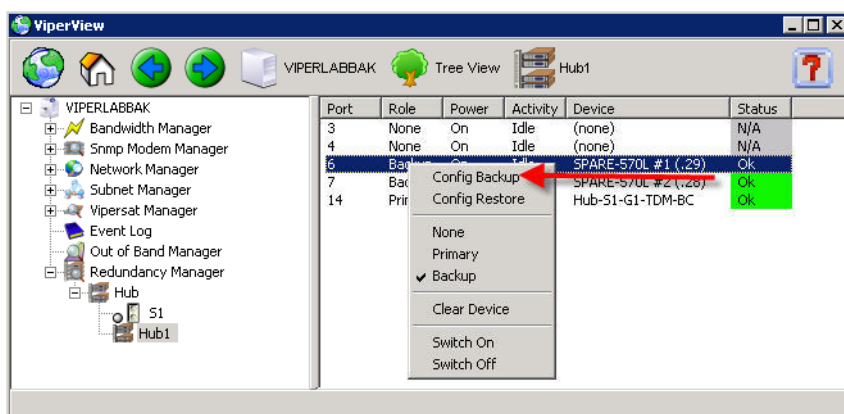 ViperView
VIPERLABBAK Tree View Hub1
VIPERLABBAK
Bandwidth Manager
Snmp Modem Manager
Network Manager
Subnet Manager
Vipersat Manager
Event Log
Out of Band Manager
Redundancy Manager
Hub
S1
Hub1
Port Role Power Activity Device Status
3 None On Idle (none) N/A
4 None On Idle (none) N/A
6 On SPARE-570L #1 (.29) Ok
7 SPARE-570L #2 (.28) Ok
14 Hub-S1-G1-TDM-BC Ok
Config Backup
Config Restore
None
Primary
Backup
Clear Device
Switch On
Switch Off